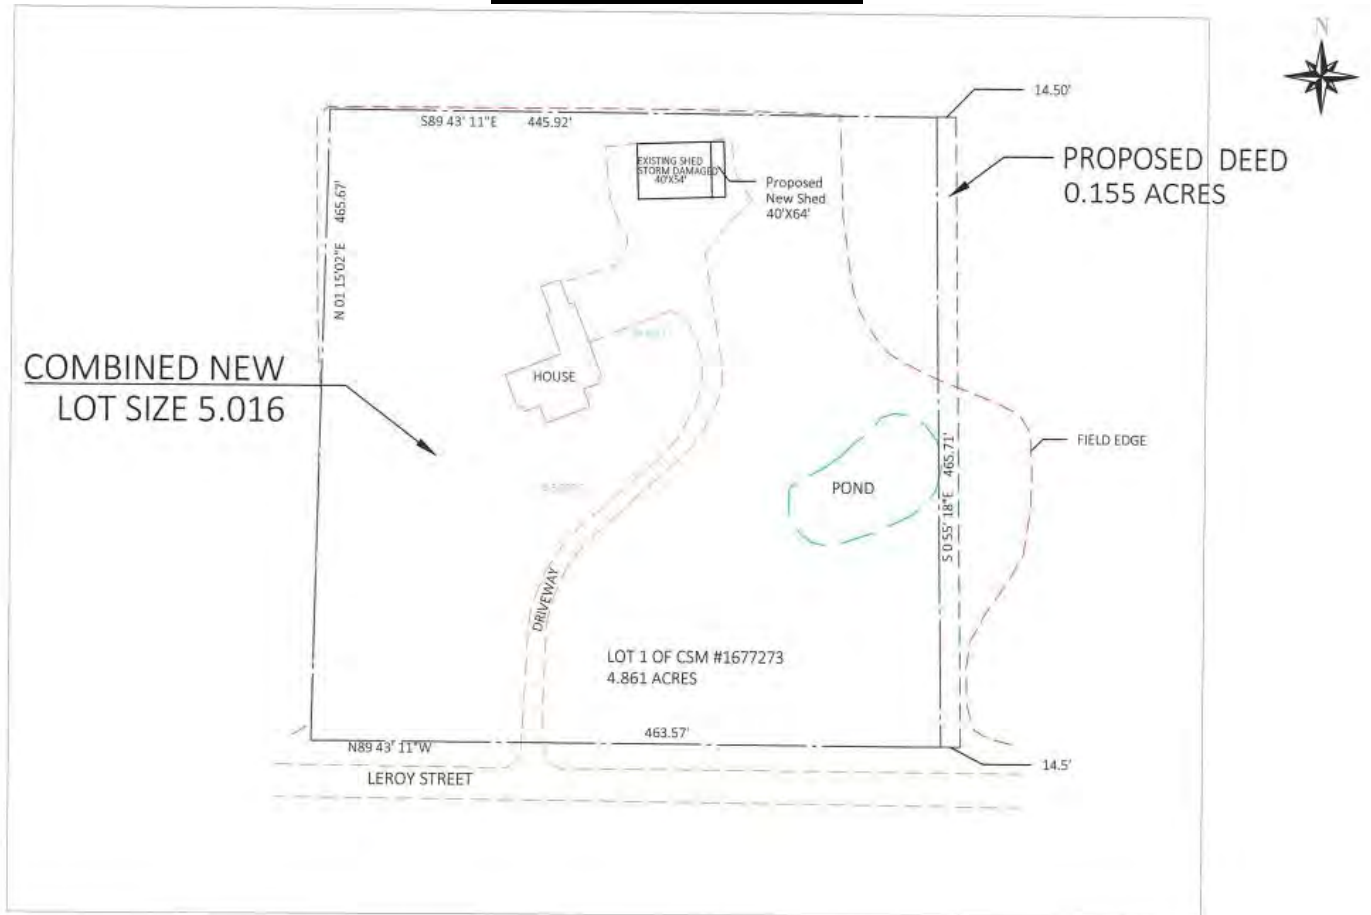 N
14.50'
S89 43' 11"E 445.92'
PROPOSED DEED
0.155 ACRES
EXISTING SHED
STORM DAMAGED
40'X54'
Proposed
New Shed
40'X64'
N 01 15'02"E 465.67'
COMBINED NEW
LOT SIZE 5.016
HOUSE
FIELD EDGE
POND
S 0 55' 18"E 465.71'
DRIVEWAY
LOT 1 OF CSM #1677273
4.861 ACRES
463.57'
N89 43' 11"W
14.5'
LEROY STREET